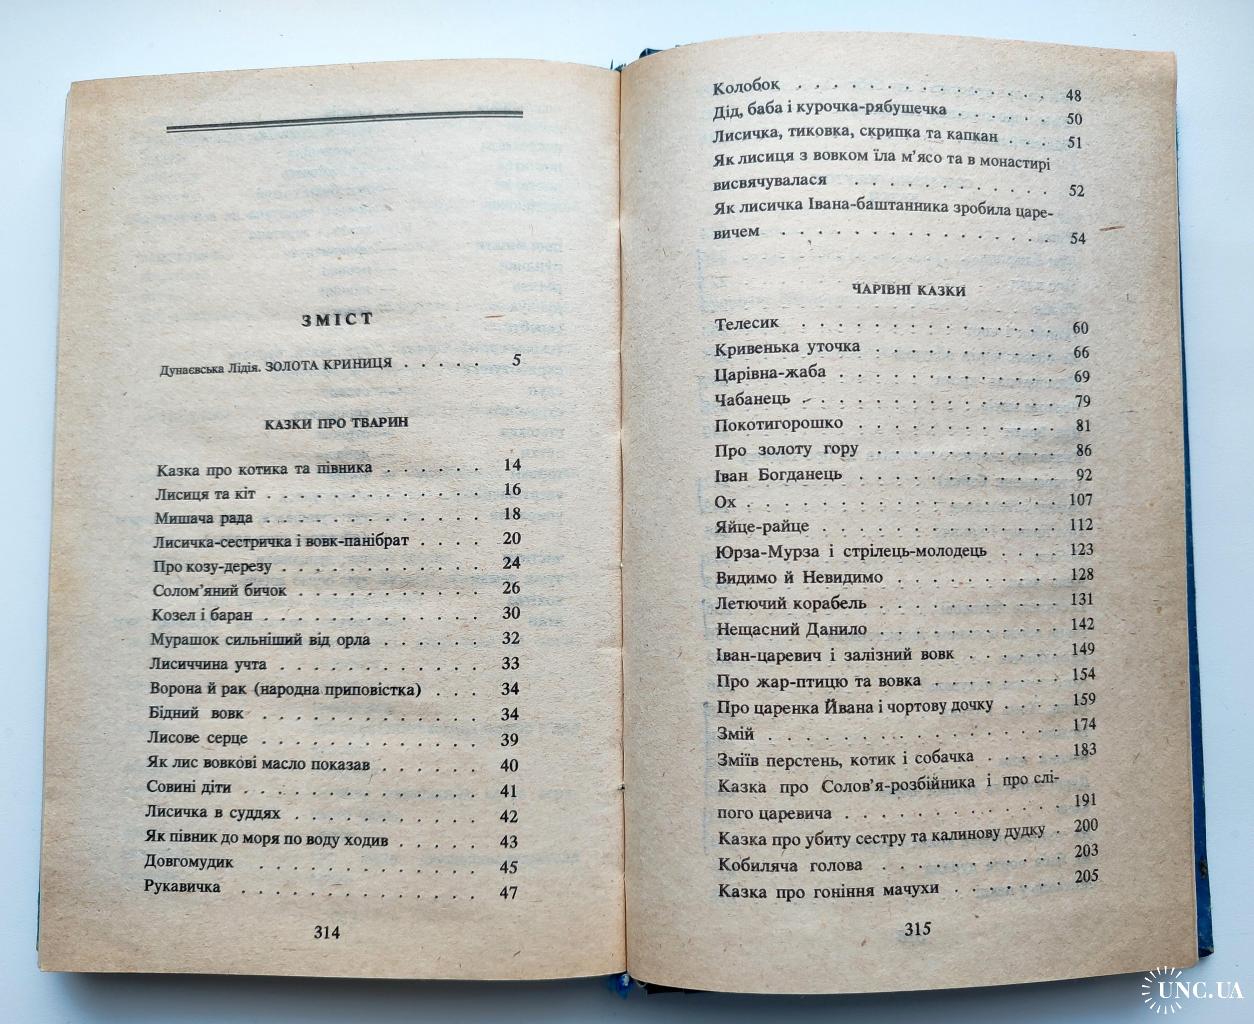 ЗМІСТ
Дунаєвська Лідія. ЗОЛОТА КРИНИЦЯ . . . . . 5
КАЗКИ ПРО ТВАРИН
Казка про котика та півника . . . . . . 14
Лисиця та кіт . . . . . . . . . . . . 16
Мишача рада . . . . . . . . . . . . 18
Лисичка-сестричка і вовк-панібрат . . . . 20
Про козу-дерезу . . . . . . . . . . . 24
Солом’яний бичок . . . . . . . . . . 26
Козел і баран . . . . . . . . . . . . 30
Мурашок сильніший від орла . . . . . . 32
Лисиччина учта . . . . . . . . . . . 33
Ворона й рак (народна приповістка) . . . 34
Бідний вовк . . . . . . . . . . . . 34
Лисове серце . . . . . . . . . . . . 39
Як лис вовкові масло показав . . . . . . 40
Совині діти . . . . . . . . . . . . . 41
Лисичка в суддях . . . . . . . . . . 42
Як півник до моря по воду ходив . . . . . 43
Довгомудик . . . . . . . . . . . . 45
Рукавичка . . . . . . . . . . . . . 47
314
Колобок . . . . . . . . . . . . . 48
Дід, баба і курочка-рябушечка . . . . . . 50
Лисичка, тиковка, скрипка та капкан . . . 51
Як лисиця з вовком їла м’ясо та в монастирі
висвячувалася . . . . . . . . . . . 52
Як лисичка Івана-баштанника зробила царе-
вичем . . . . . . . . . . . . . . . 54
ЧАРІВНІ КАЗКИ
Телесик . . . . . . . . . . . . . 60
Кривенька уточка . . . . . . . . . . 66
Царівна-жаба . . . . . . . . . . . . 69
Чабанець . . . . . . . . . . . . . 79
Покотигорошко . . . . . . . . . . . 81
Про золоту гору . . . . . . . . . . 86
Іван Богданець . . . . . . . . . . . 92
Ох . . . . . . . . . . . . . . . . 107
Яйце-райце . . . . . . . . . . . . 112
Юрза-Мурза і стрілець-молодець . . . . 123
Видимо й Невидимо . . . . . . . . . 128
Летючий корабель . . . . . . . . . . 131
Нещасний Данило . . . . . . . . . . 142
Іван-царевич і залізний вовк . . . . . . 149
Про жар-птицю та вовка . . . . . . . . 154
Про царенка Йвана і чортову дочку . . . . 159
Змій . . . . . . . . . . . . . . . 174
Зміїв перстень, котик і собачка . . . . . 183
Казка про Солов’я-розбійника і про слі-
пого царевича . . . . . . . . . . . 191
Казка про убиту сестру та калинову дудку . 200
Кобиляча голова . . . . . . . . . . 203
Казка про гоніння мачухи . . . . . . . 205
315
UNC.UA